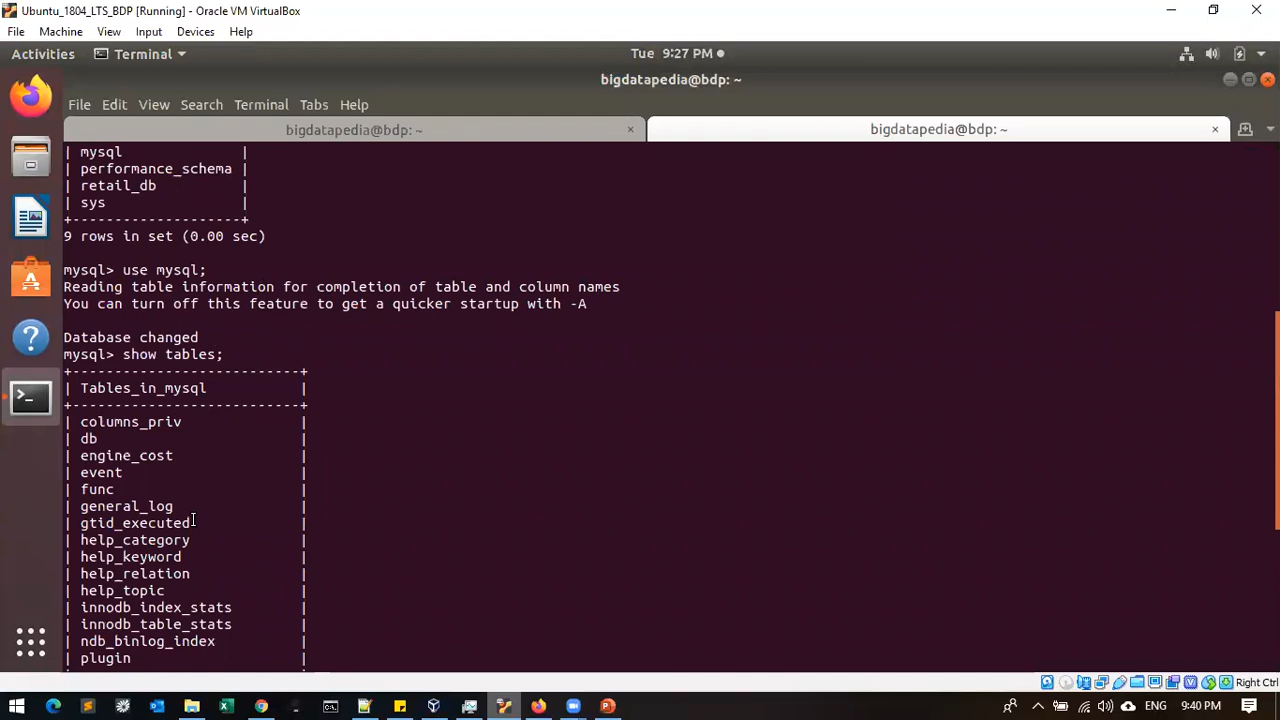 Ubuntu_1804_LTS_BDP [Running] - Oracle VM VirtualBox
File Machine View Input Devices Help
Activities Terminal Tue 9:27 PM
bigdatapedia@bdp: ~
File Edit View Search Terminal Tabs Help
bigdatapedia@bdp: ~ × bigdatapedia@bdp: ~ ×
| mysql |
| performance_schema |
| retail_db |
| sys |
+--------------------+
9 rows in set (0.00 sec)
mysql> use mysql;
Reading table information for completion of table and column names
You can turn off this feature to get a quicker startup with -A
Database changed
mysql> show tables;
+---------------------------+
| Tables_in_mysql |
+---------------------------+
| columns_priv |
| db |
| engine_cost |
| event |
| func |
| general_log |
| gtid_executed |
| help_category |
| help_keyword |
| help_relation |
| help_topic |
| innodb_index_stats |
| innodb_table_stats |
| ndb_binlog_index |
| plugin |
Right Ctrl
ENG 9:40 PM